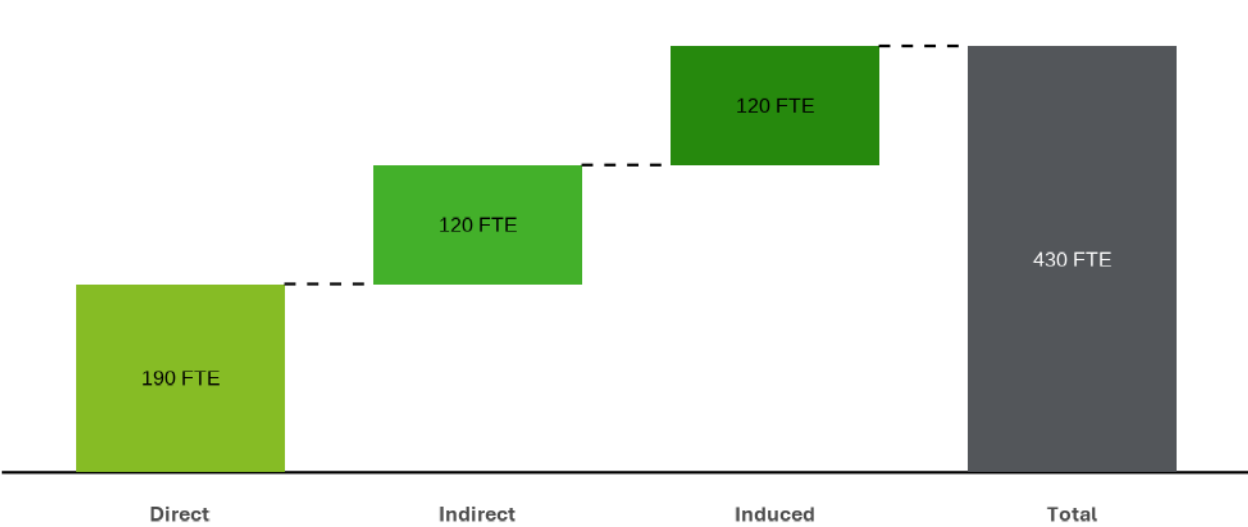 120 FTE
120 FTE
430 FTE
190 FTE
Direct Indirect Induced Total